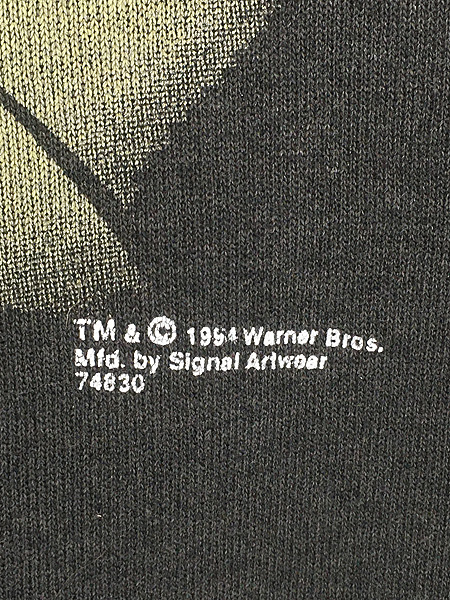 TM & © 1994 Warner Bros.
Mfd. by Signal Artwear
74830